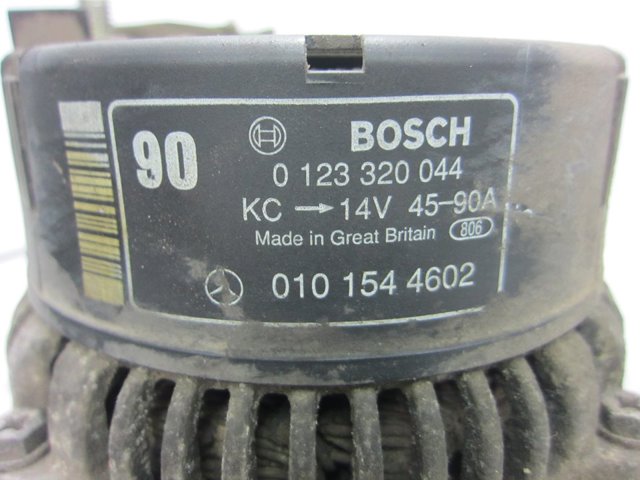 90
BOSCH
0 123 320 044
KC → 14V 45-90A
Made in Great Britain 806
010 154 4602